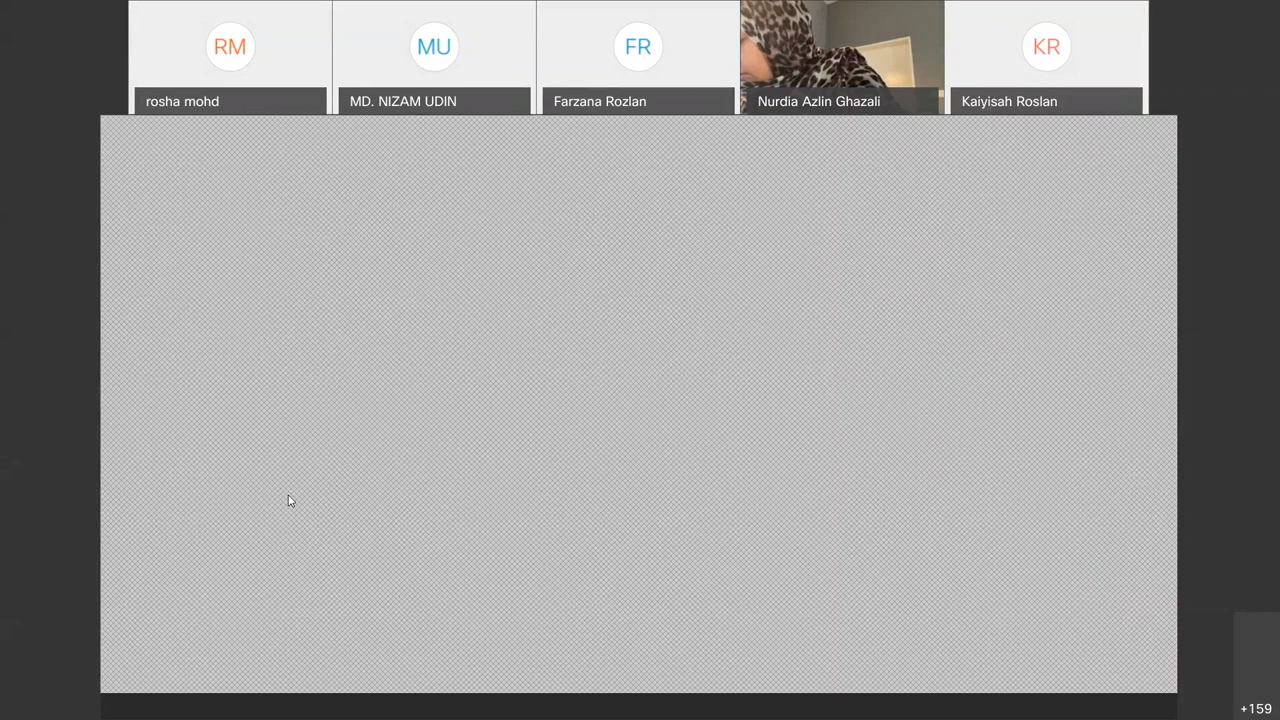 RM
MU
FR
KR
rosha mohd
MD. NIZAM UDIN
Farzana Rozlan
Nurdia Azlin Ghazali
Kaiyisah Roslan
+159